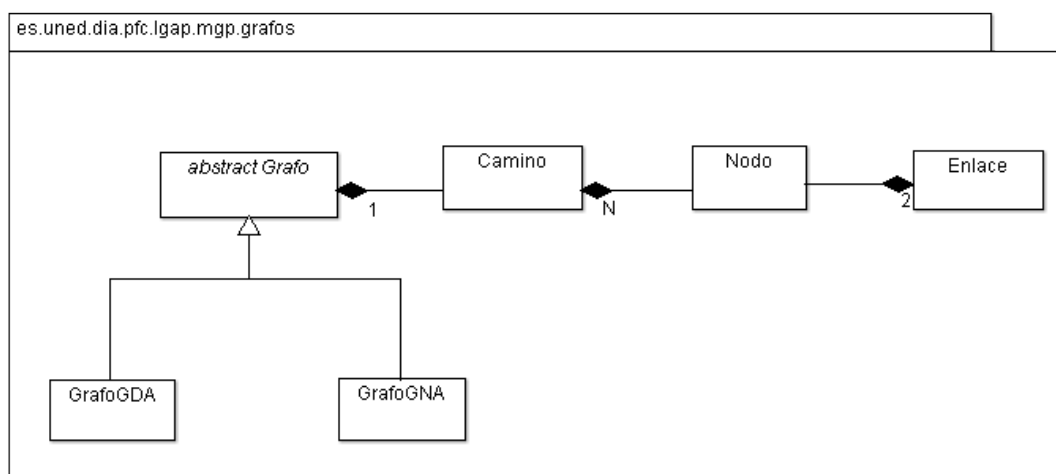 es.uned.dia.pfc.lgap.mgp.grafos
abstract Grafo
Camino
Nodo
Enlace
1
N
2
GrafoGDA
GrafoGNA